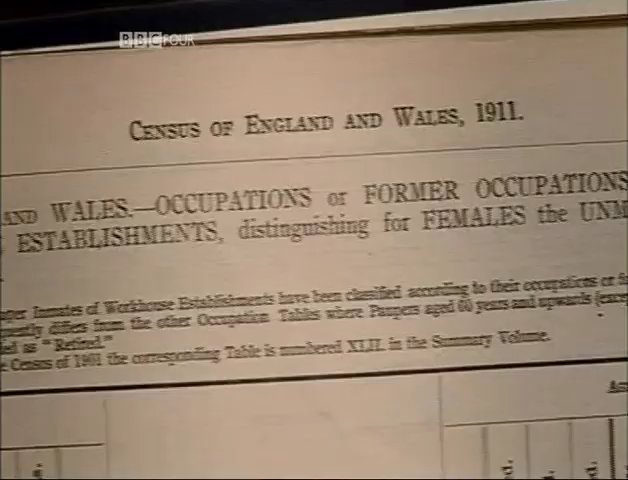 BBC FOUR
CENSUS OF ENGLAND AND WALES, 1911.
AND WALES.—OCCUPATIONS or FORMER OCCUPATIONS
ESTABLISHMENTS, distinguishing for FEMALES the UNM
Inmates of Workhouse Establishments have been classified according to their occupations or
differs from the other Occupation Tables where Paupers aged 60 years and upwards
as "Retired."
Census of 1901 the corresponding Table is numbered XLII. in the Summary Volume.